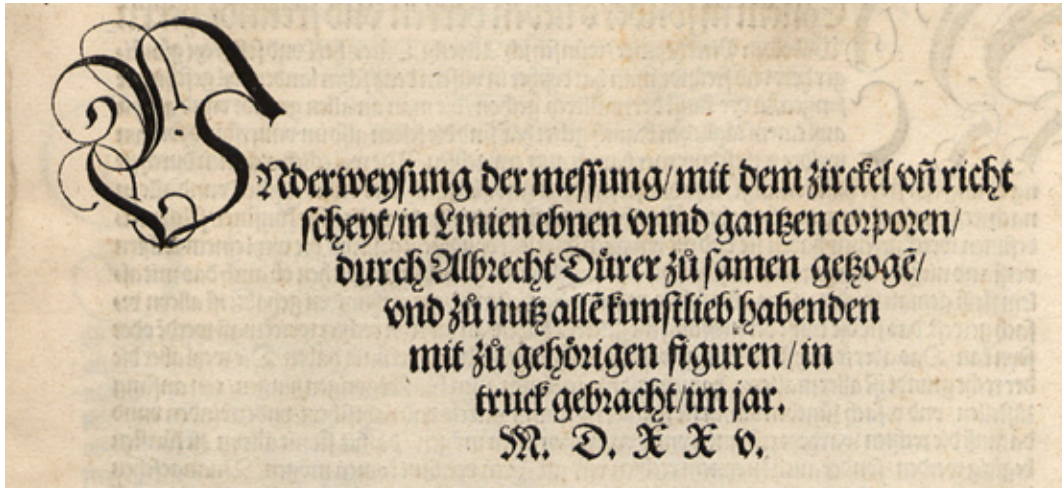 VNderweysung der messung/ mit dem zirckel vñ richt
scheyt/ in Linien ebnen vnnd gantzen corporen/
durch Albrecht Dürer zů samen getzogẽ/
vnd zů nutz allẽ kunstlieb habenden
mit zů gehörigen figuren/ in
truck gebracht/ im jar.
M. D. X X v.